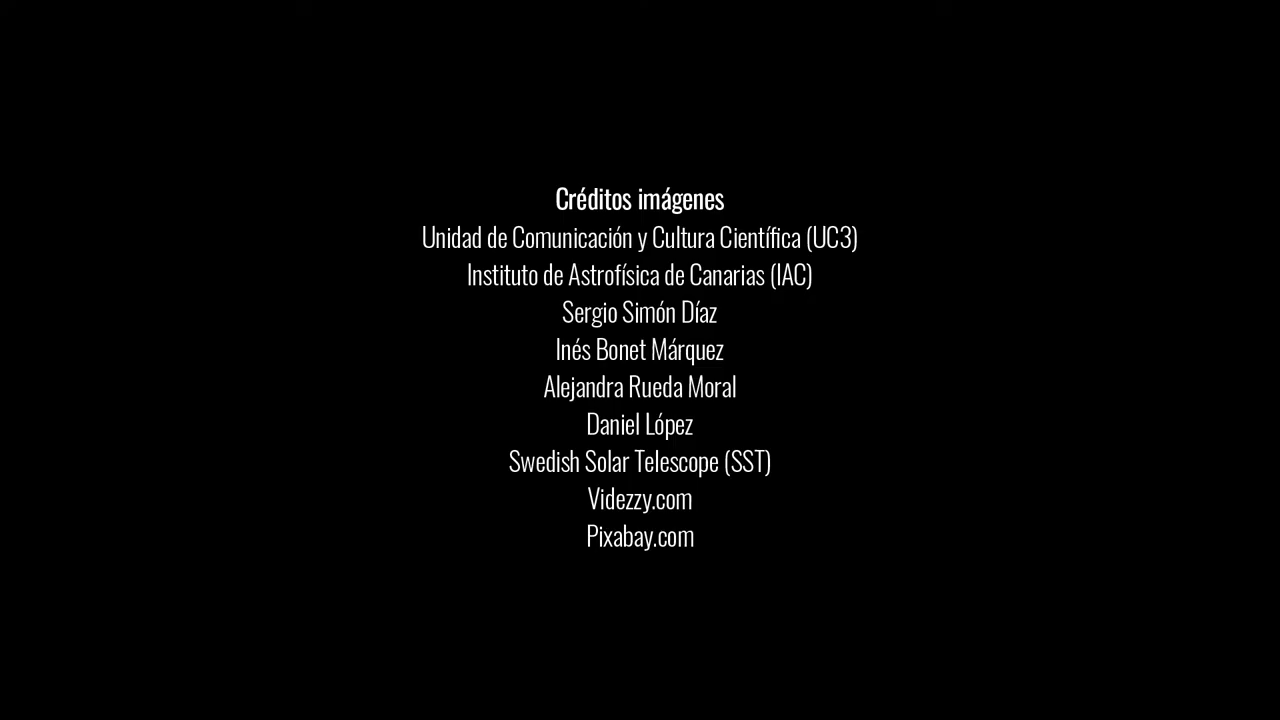 Créditos imágenes
Unidad de Comunicación y Cultura Científica (UC3)
Instituto de Astrofísica de Canarias (IAC)
Sergio Simón Díaz
Inés Bonet Márquez
Alejandra Rueda Moral
Daniel López
Swedish Solar Telescope (SST)
Videzzy.com
Pixabay.com